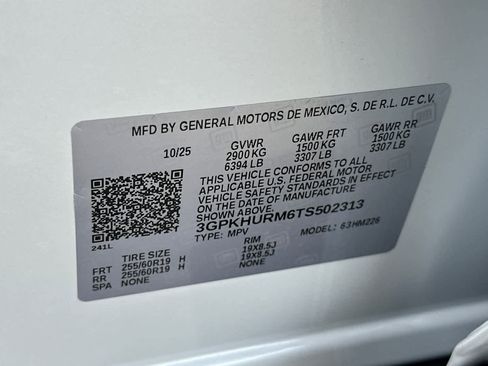 MFD BY GENERAL MOTORS DE MEXICO, S. DE R.L. DE C.V.
10/25 GVWR GAWR FRT GAWR RR
2900 KG 1500 KG 1500 KG
6394 LB 3307 LB 3307 LB
THIS VEHICLE CONFORMS TO ALL
APPLICABLE U.S. FEDERAL MOTOR
VEHICLE SAFETY STANDARDS IN EFFECT
ON THE DATE OF MANUFACTURE
SHOWN ABOVE.
3GPKHURM6TS502313
TYPE: MPV MODEL: 63HM226
241L
TIRE SIZE RIM
FRT 255/60R19 H 19X8.5J
RR 255/60R19 H 19X8.5J
SPA NONE NONE